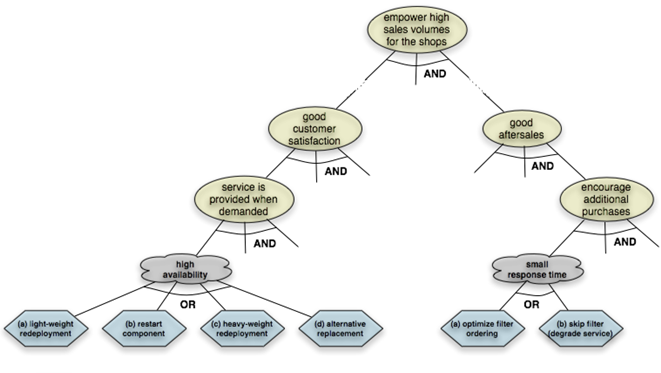 empower high
sales volumes
for the shops
AND
good
customer
satisfaction
good
aftersales
AND
AND
service is
provided when
demanded
encourage
additional
purchases
AND
AND
high
availability
small
response time
OR
OR
(a) light-weight
redeployment
(b) restart
component
(c) heavy-weight
redeployment
(d) alternative
replacement
(a) optimize filter
ordering
(b) skip filter
(degrade service)